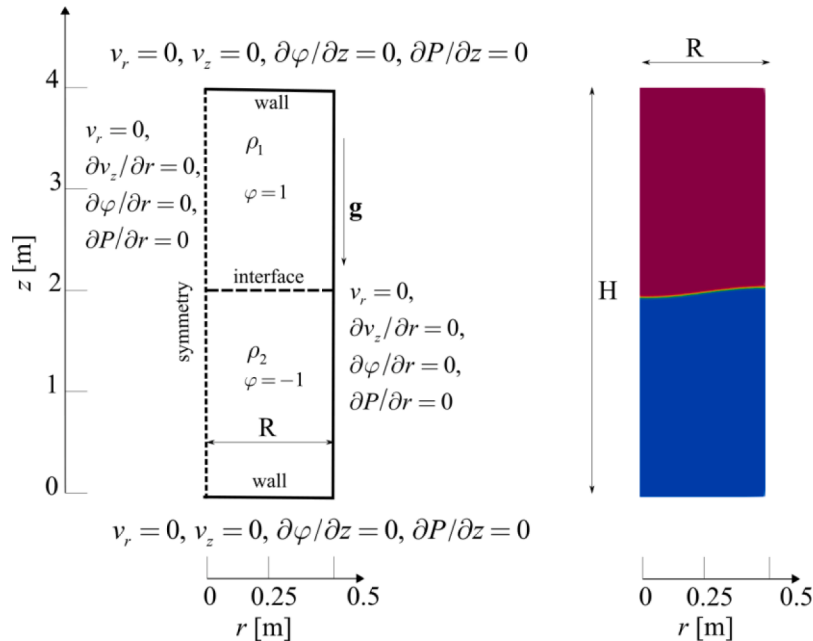 v_r = 0, v_z = 0, ∂φ/∂z = 0, ∂P/∂z = 0
R
4
wall
v_r = 0,
∂v_z/∂r = 0,
∂φ/∂r = 0,
∂P/∂r = 0
ρ_1
φ = 1
g
3
z [m]
2
interface
symmetry
H
v_r = 0,
∂v_z/∂r = 0,
∂φ/∂r = 0,
∂P/∂r = 0
ρ_2
φ = −1
1
R
wall
0
v_r = 0, v_z = 0, ∂φ/∂z = 0, ∂P/∂z = 0
0 0.25 0.5
r [m]
0 0.25 0.5
r [m]